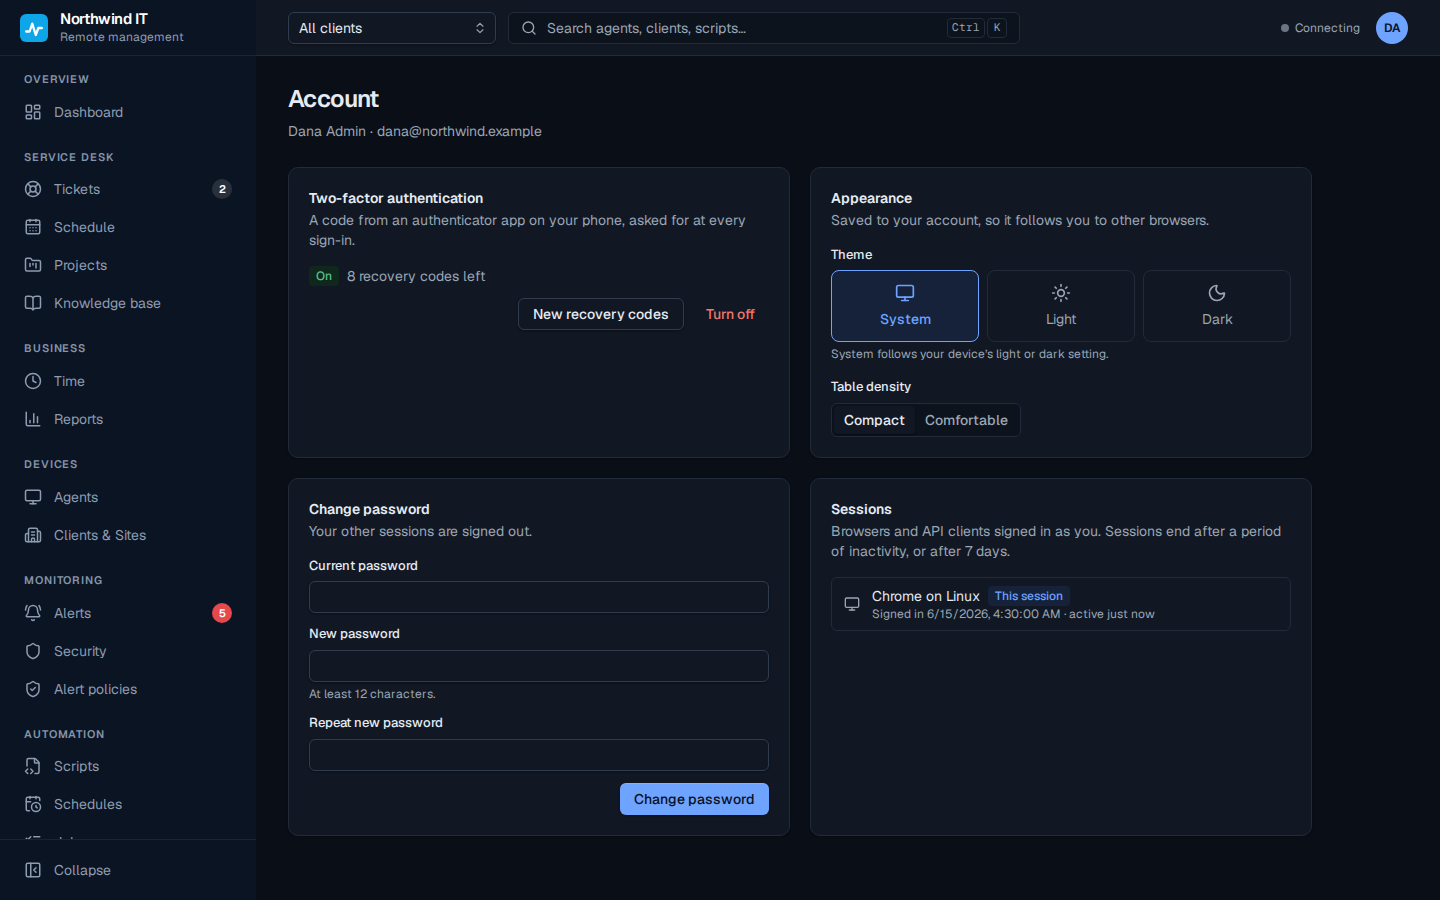 Northwind IT
Remote management
All clients
Search agents, clients, scripts...
Ctrl K
Connecting
DA
OVERVIEW
Dashboard
SERVICE DESK
Tickets 2
Schedule
Projects
Knowledge base
BUSINESS
Time
Reports
DEVICES
Agents
Clients & Sites
MONITORING
Alerts 5
Security
Alert policies
AUTOMATION
Scripts
Schedules
Collapse
Account
Dana Admin · dana@northwind.example
Two-factor authentication
A code from an authenticator app on your phone, asked for at every
sign-in.
On 8 recovery codes left
New recovery codes Turn off
Appearance
Saved to your account, so it follows you to other browsers.
Theme
System Light Dark
System follows your device's light or dark setting.
Table density
Compact Comfortable
Change password
Your other sessions are signed out.
Current password
New password
At least 12 characters.
Repeat new password
Change password
Sessions
Browsers and API clients signed in as you. Sessions end after a period
of inactivity, or after 7 days.
Chrome on Linux This session
Signed in 6/15/2026, 4:30:00 AM · active just now